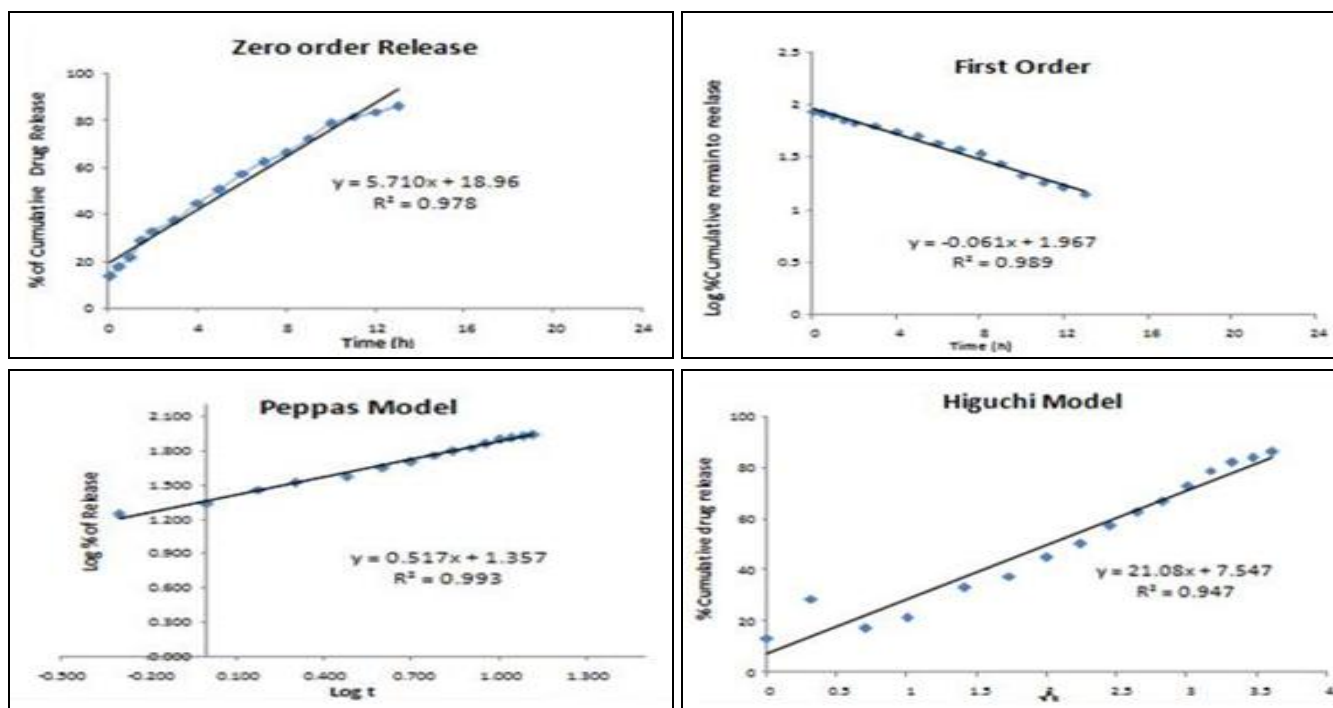 Zero order Release
% of Cumulative Drug Release
100
80
60
40
20
0
y = 5.710x + 18.96
R² = 0.978
0 4 8 12 16 20 24
Time (h)
First Order
Log %Cumulative remain to reelase
2.5
2
1.5
1
0.5
0
y = -0.061x + 1.967
R² = 0.989
0 4 8 12 16 20 24
Time (h)
Peppas Model
Log % of Release
2.100
1.800
1.500
1.200
0.900
0.600
0.300
-0.000
y = 0.517x + 1.357
R² = 0.993
-0.500 -0.200 0.100 0.400 0.700 1.000 1.300
Log t
Higuchi Model
%Cumulative drug release
100
80
60
40
20
0
y = 21.08x + 7.547
R² = 0.947
0 0.5 1 1.5 2 2.5 3 3.5 4